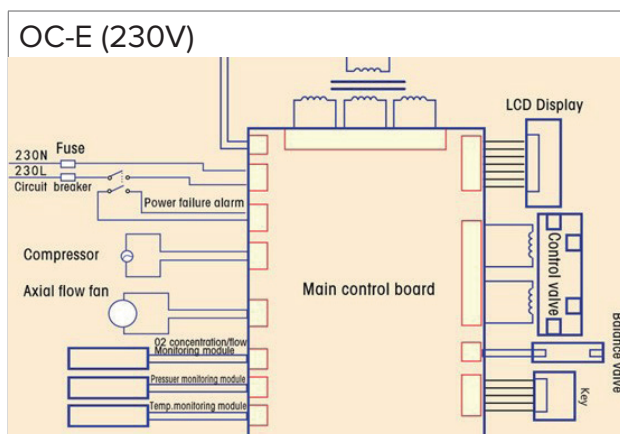 OC-E (230V)
LCD Display
Fuse
230N
230L
Circuit breaker
Power failure alarm
Compressor
Control valve
Axial flow fan
Main control board
O2 concentration/flow
Monitoring module
Balance valve
Pressuer monitoring module
Key
Temp.monitoring module